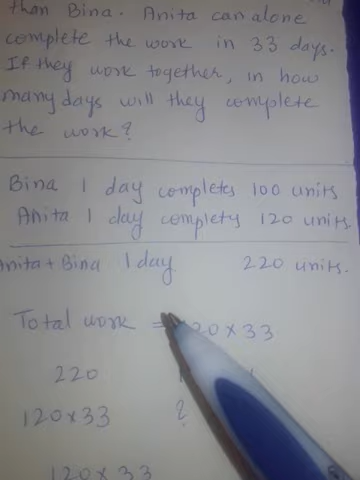 than Bina. Anita can alone
complete the work in 33 days.
If they work together, in how
many days will they complete
the work?
Bina 1 day completes 100 units
Anita 1 day complety 120 units.
Anita + Bina 1 day 220 units.
Total work = 120 × 33
220
120 × 33 ?
120 × 33